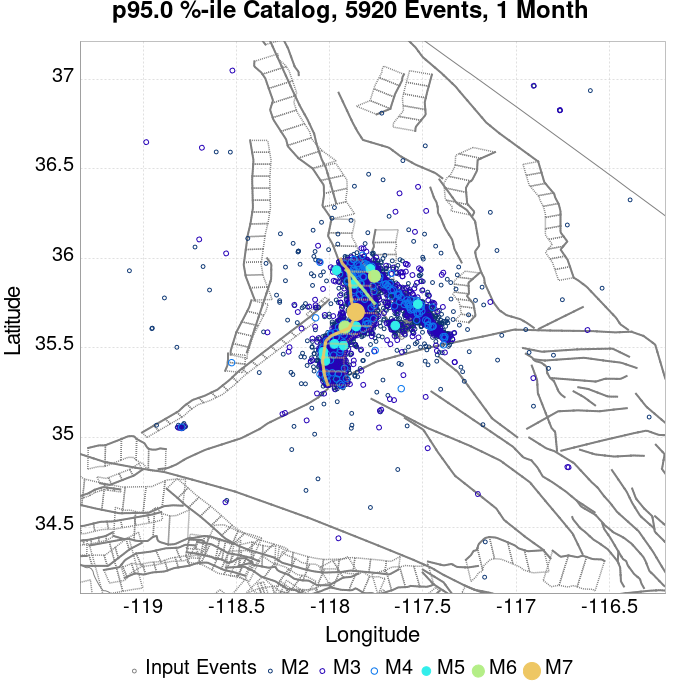 p95.0 %-ile Catalog, 5920 Events, 1 Month
37
36.5
36
35.5
35
34.5
Latitude
-119
-118.5
-118
-117.5
-117
-116.5
Longitude
Input Events
M2
M3
M4
M5
M6
M7